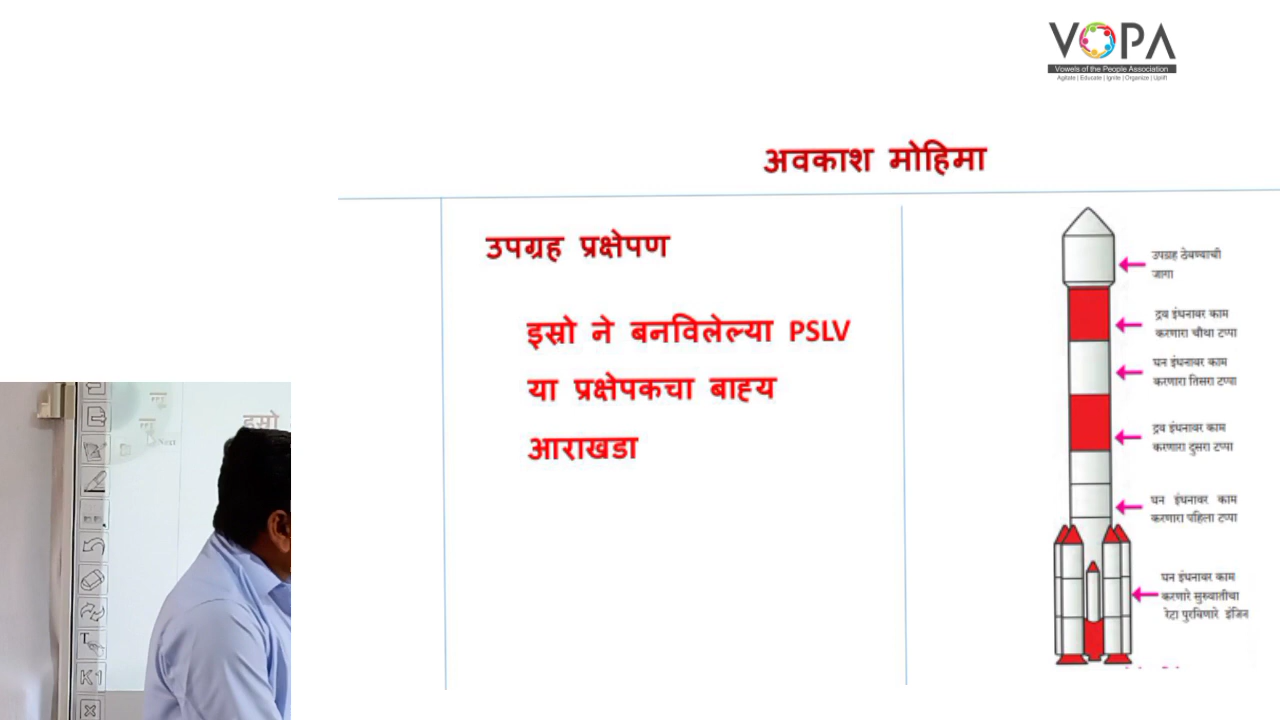 VOPA
Vowels of the People Association
Agitate | Educate | Ignite | Organize | Uplift
अवकाश मोहिमा
उपग्रह प्रक्षेपण
इस्रो ने बनविलेल्या PSLV
या प्रक्षेपकचा बाह्य
आराखडा
उपग्रह ठेवण्याची
जागा
द्रव इंधनावर काम
करणारा चौथा टप्पा
घन इंधनावर काम
करणारा तिसरा टप्पा
द्रव इंधनावर काम
करणारा दुसरा टप्पा
घन इंधनावर काम
करणारा पहिला टप्पा
घन इंधनावर काम
करणारे सुरुवातीचा
रेटा पुरविणारे इंजिन
इस्रो
K1